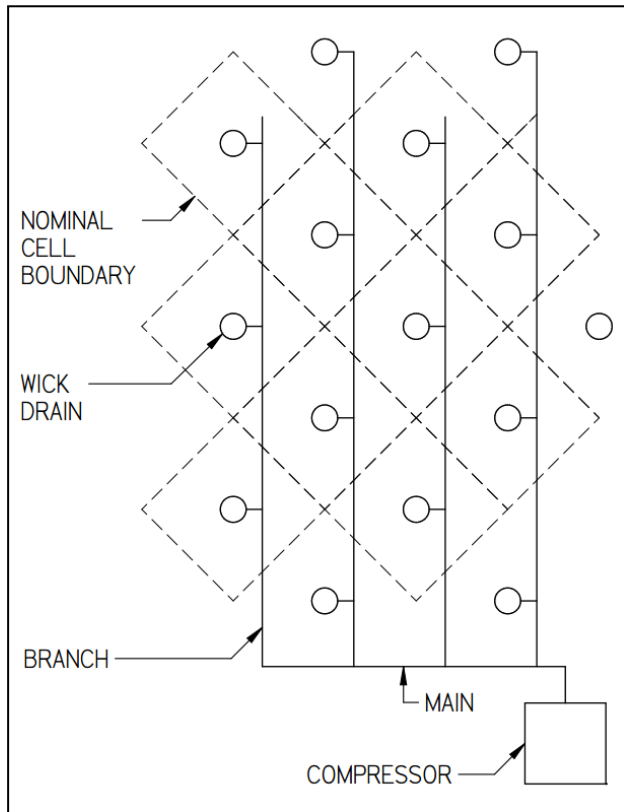 NOMINAL
CELL
BOUNDARY
WICK
DRAIN
BRANCH
MAIN
COMPRESSOR